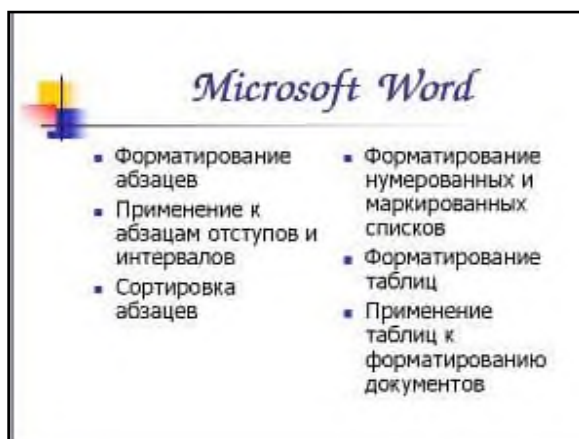 Microsoft Word
Форматирование
абзацев
Применение к
абзацам отступов и
интервалов
Сортировка
абзацев
Форматирование
нумерованных и
маркированных
списков
Форматирование
таблиц
Применение
таблиц к
форматированию
документов